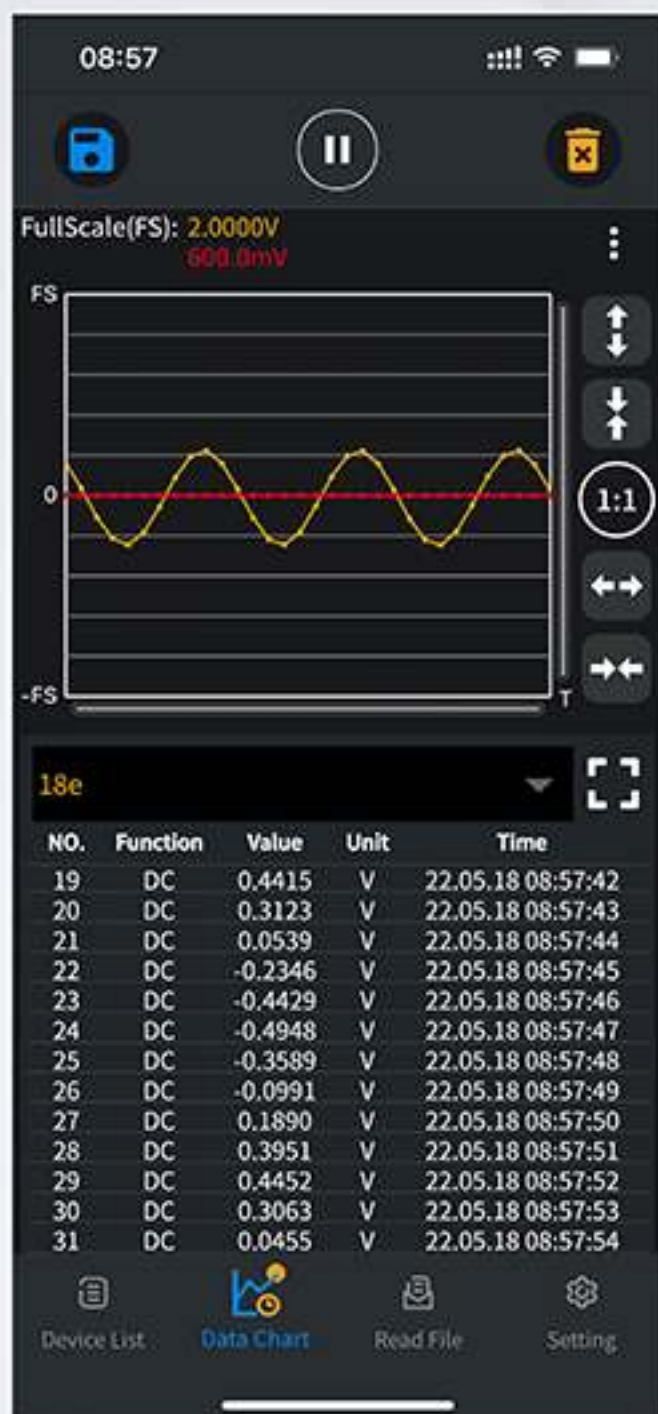 08:57
FullScale(FS): 2.0000V
600.0mV
FS
0
1:1
-FS
T
18e
NO. Function Value Unit Time
19 DC 0.4415 V 22.05.18 08:57:42
20 DC 0.3123 V 22.05.18 08:57:43
21 DC 0.0539 V 22.05.18 08:57:44
22 DC -0.2346 V 22.05.18 08:57:45
23 DC -0.4429 V 22.05.18 08:57:46
24 DC -0.4948 V 22.05.18 08:57:47
25 DC -0.3589 V 22.05.18 08:57:48
26 DC -0.0991 V 22.05.18 08:57:49
27 DC 0.1890 V 22.05.18 08:57:50
28 DC 0.3951 V 22.05.18 08:57:51
29 DC 0.4452 V 22.05.18 08:57:52
30 DC 0.3063 V 22.05.18 08:57:53
31 DC 0.0455 V 22.05.18 08:57:54
Device List Data Chart Read File Setting